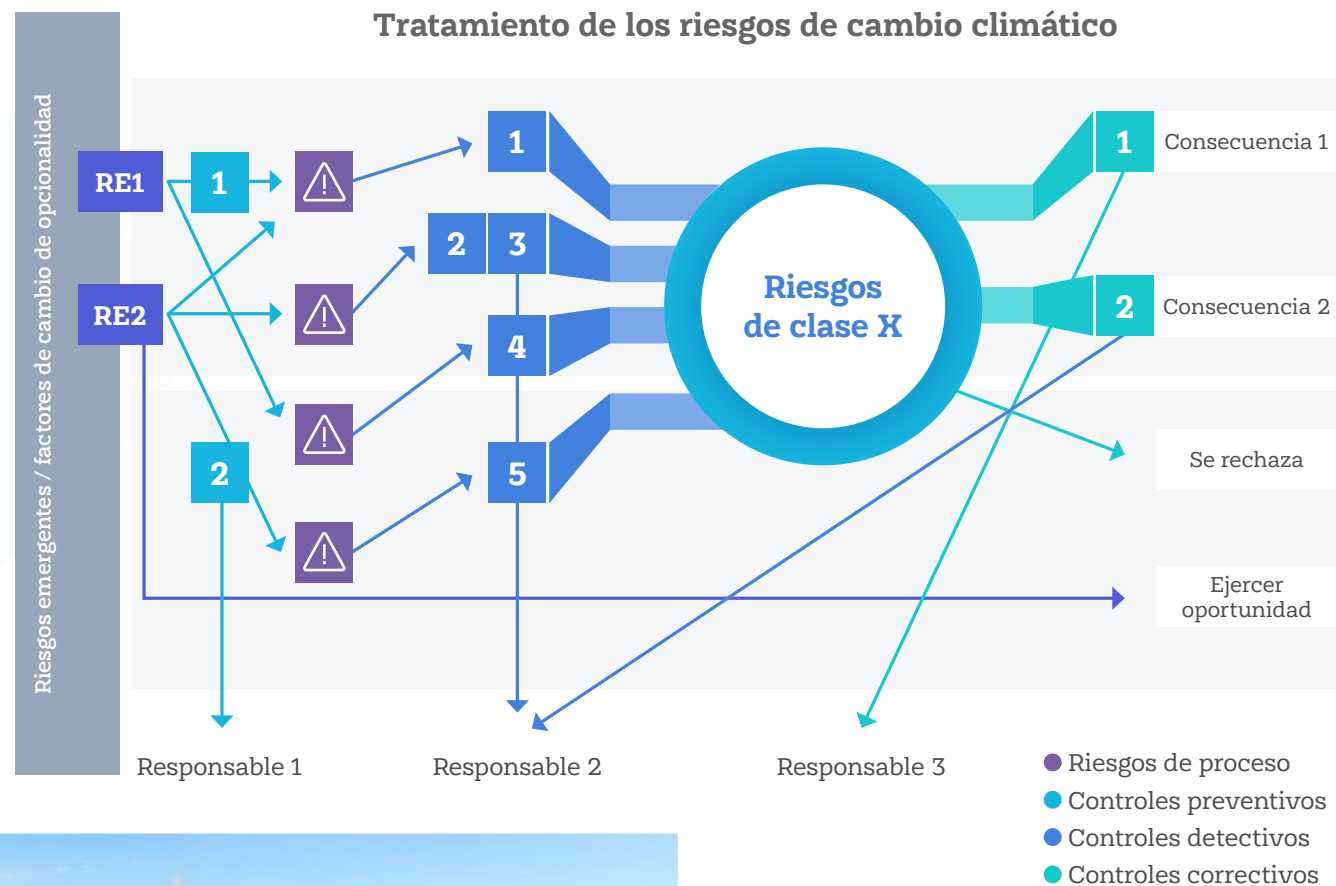 Tratamiento de los riesgos de cambio climático
Riesgos emergentes / factores de cambio de opcionalidad
RE1
1
1
1
Consecuencia 1
2
3
RE2
Riesgos
de clase X
2
Consecuencia 2
4
2
5
Se rechaza
Ejercer
oportunidad
Responsable 1
Responsable 2
Responsable 3
Riesgos de proceso
Controles preventivos
Controles detectivos
Controles correctivos